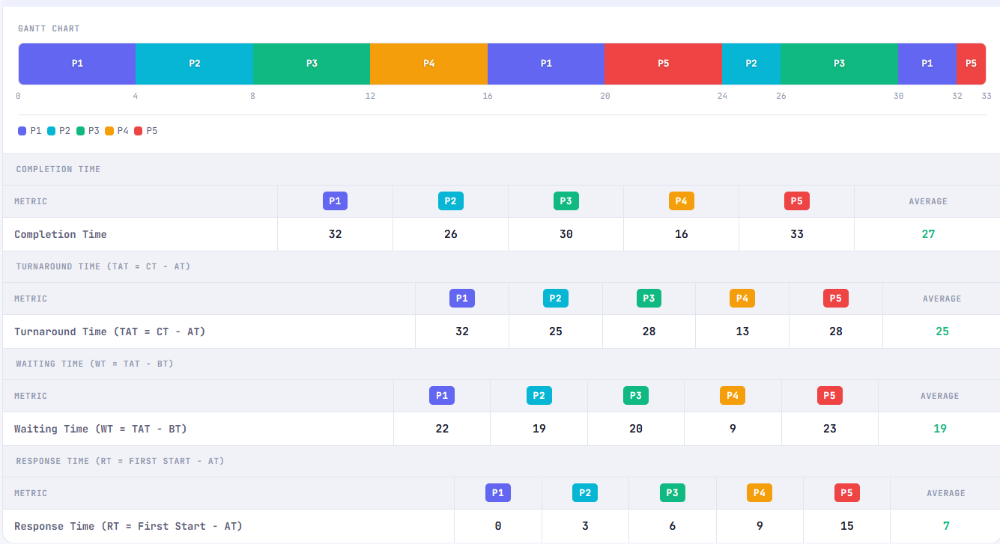 GANTT CHART
P1 P2 P3 P4 P1 P5 P2 P3 P1 P5
0 4 8 12 16 20 24 26 30 32 33
P1 P2 P3 P4 P5
COMPLETION TIME
METRIC P1 P2 P3 P4 P5 AVERAGE
Completion Time 32 26 30 16 33 27
TURNAROUND TIME (TAT = CT - AT)
METRIC P1 P2 P3 P4 P5 AVERAGE
Turnaround Time (TAT = CT - AT) 32 25 28 13 28 25
WAITING TIME (WT = TAT - BT)
METRIC P1 P2 P3 P4 P5 AVERAGE
Waiting Time (WT = TAT - BT) 22 19 20 9 23 19
RESPONSE TIME (RT = FIRST START - AT)
METRIC P1 P2 P3 P4 P5 AVERAGE
Response Time (RT = First Start - AT) 0 3 6 9 15 7